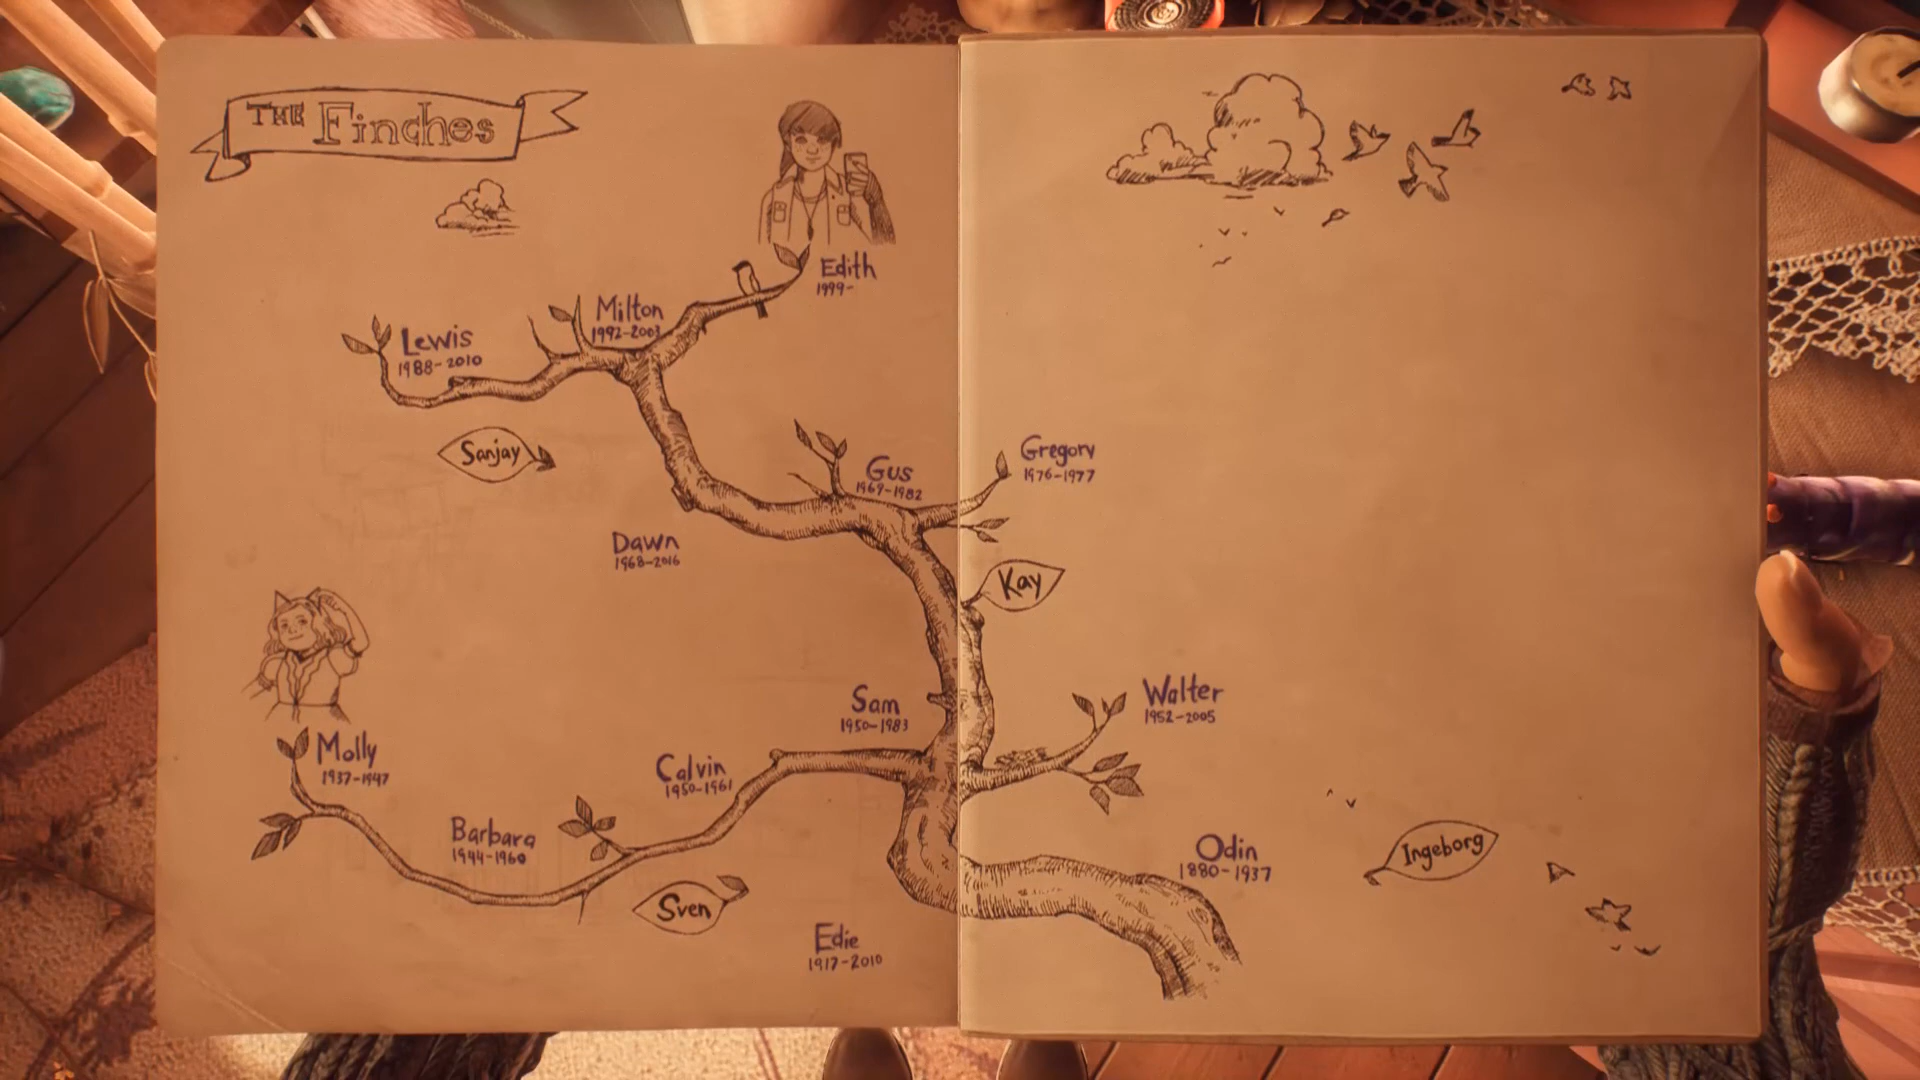 THE Finches
Edith
1999-
Milton
1992-2003
Lewis
1988-2010
Sanjay
Gus
1969-1982
Gregory
1976-1977
Dawn
1968-2016
Kay
Sam
1950-1983
Walter
1952-2005
Molly
1937-1947
Calvin
1950-1961
Barbara
1944-1960
Odin
1880-1937
Ingeborg
Sven
Edie
1917-2010